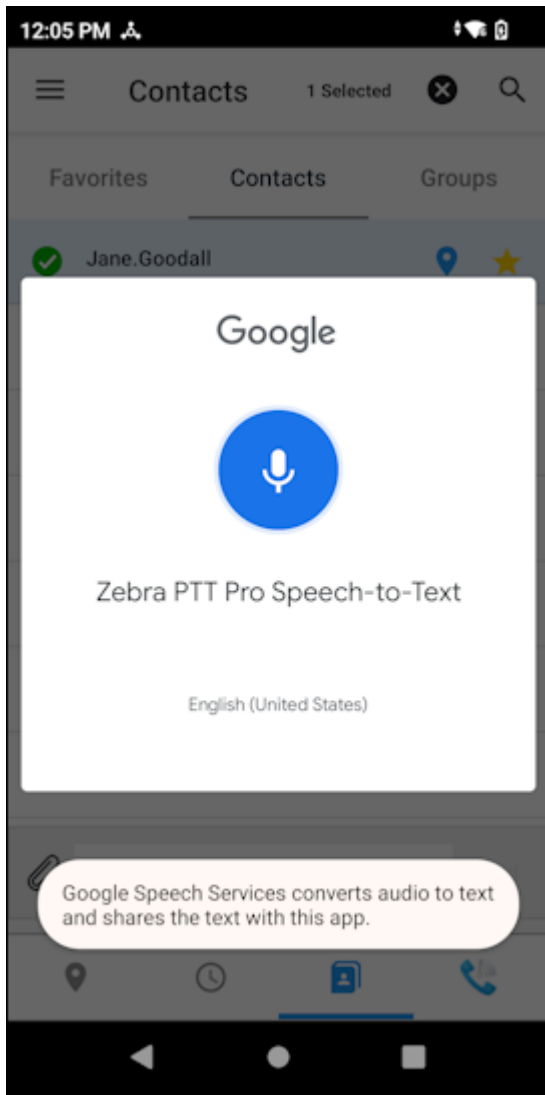 12:05 PM
Contacts 1 Selected
Favorites Contacts Groups
Jane.Goodall
Google
Zebra PTT Pro Speech-to-Text
English (United States)
Google Speech Services converts audio to text
and shares the text with this app.